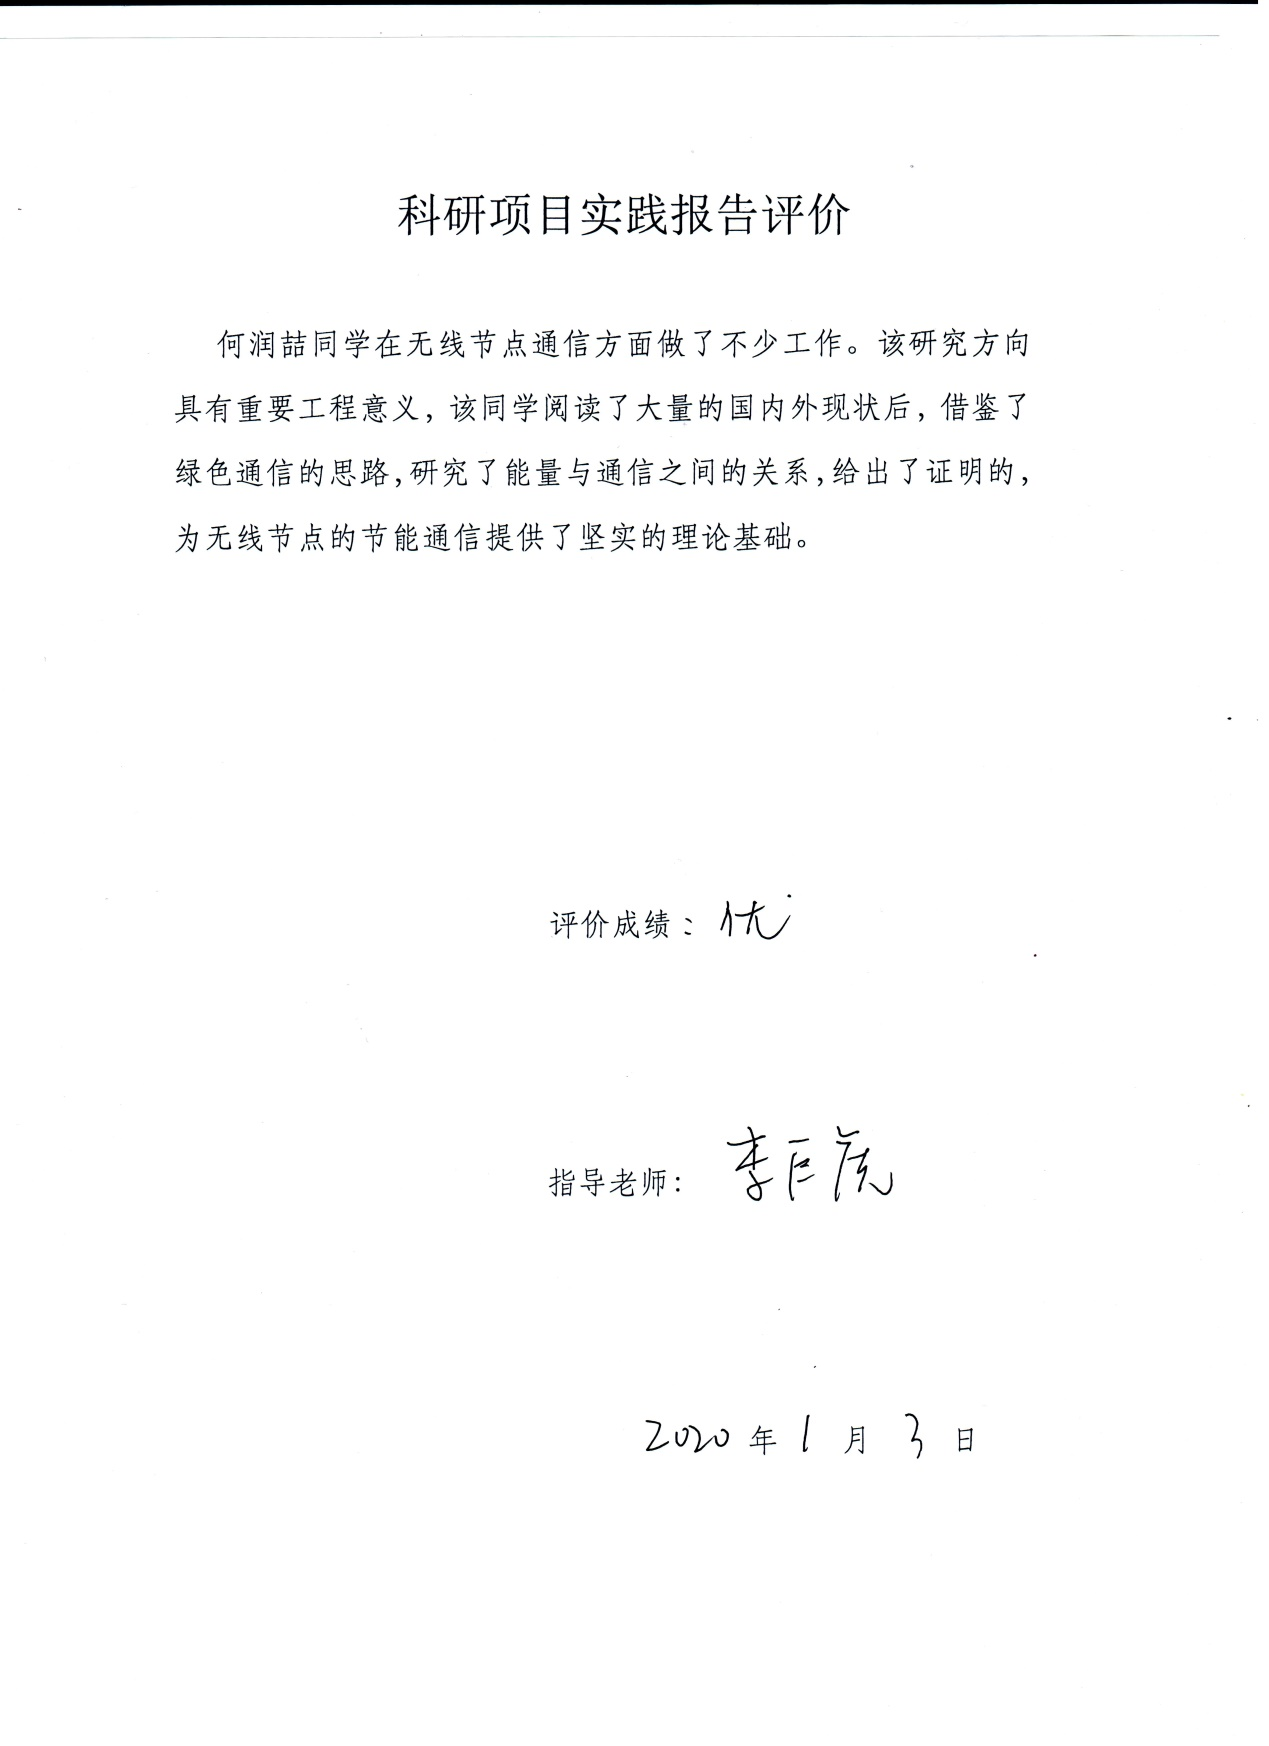 科研项目实践报告评价
何润喆同学在无线节点通信方面做了不少工作。该研究方向
具有重要工程意义，该同学阅读了大量的国内外现状后，借鉴了
绿色通信的思路，研究了能量与通信之间的关系，给出了证明的，
为无线节点的节能通信提供了坚实的理论基础。
评价成绩：优
指导老师：李巨虎
2020 年 1 月 3 日